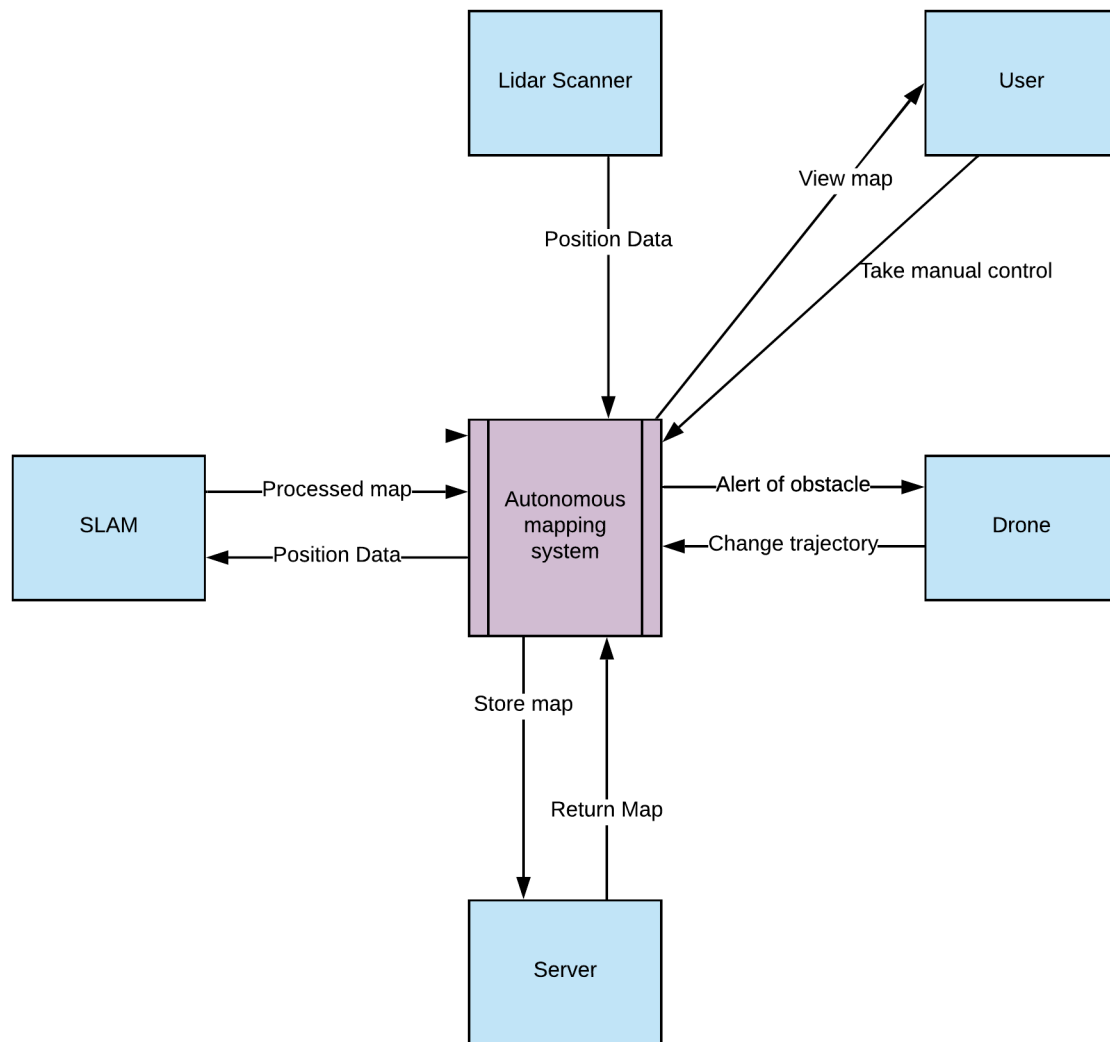 Lidar Scanner
User
View map
Position Data
Take manual control
SLAM
Processed map
Position Data
Autonomous
mapping
system
Alert of obstacle
Change trajectory
Drone
Store map
Return Map
Server